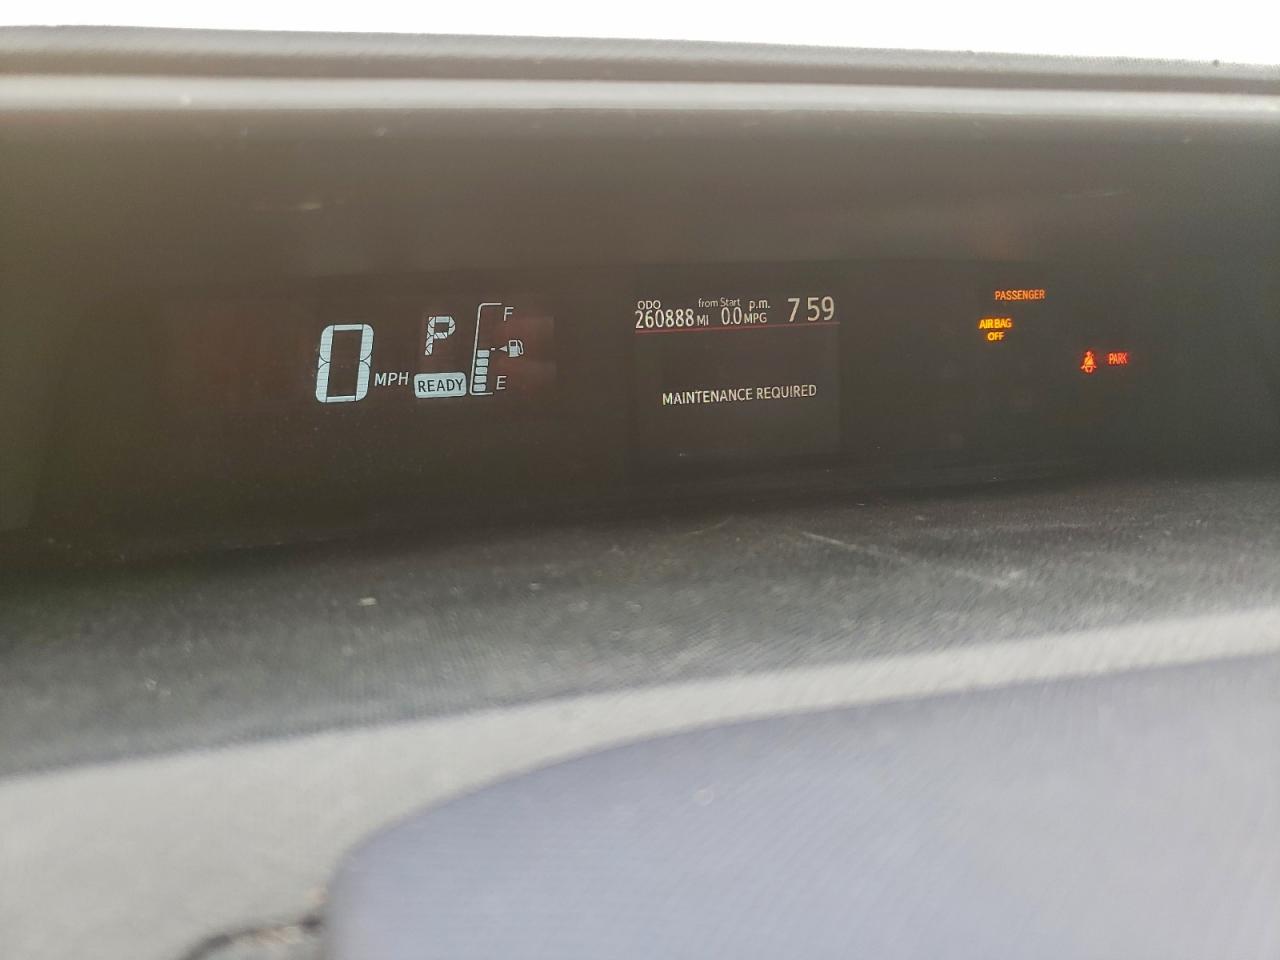 0 MPH
P
READY
F
E
ODO
260888 MI
from Start
0.0 MPG
p.m.
7 59
MAINTENANCE REQUIRED
PASSENGER
AIRBAG
OFF
PARK